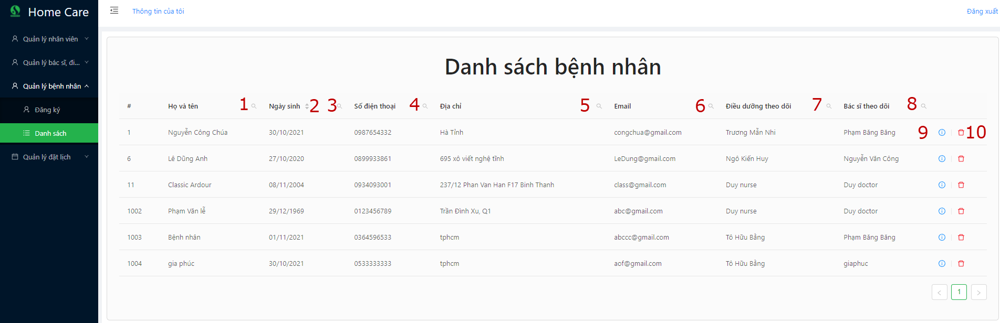 Home Care
Thông tin của tôi
Đăng xuất
Quản lý nhân viên
Quản lý bác sĩ, đi...
Quản lý bệnh nhân
Đăng ký
Danh sách
Quản lý đặt lịch
Danh sách bệnh nhân
# Họ và tên 1 Ngày sinh 2 3 Số điện thoại 4 Địa chỉ 5 Email 6 Điều dưỡng theo dõi 7 Bác sĩ theo dõi 8
1 Nguyễn Công Chúa 30/10/2021 0987654332 Hà Tỉnh congchua@gmail.com Trương Mẫn Nhi Phạm Băng Băng 9 10
6 Lê Dũng Anh 27/10/2020 0899933861 695 xô viết nghệ tĩnh LeDung@gmail.com Ngô Kiến Huy Nguyễn Văn Công
11 Classic Ardour 08/11/2004 0934093001 237/12 Phan Van Han F17 Binh Thanh class@gmail.com Duy nurse Duy doctor
1002 Phạm Văn lễ 29/12/1969 0123456789 Trần Đình Xu, Q1 abc@gmail.com Duy nurse Duy doctor
1003 Bệnh nhân 01/11/2021 0364596533 tphcm abccc@gmail.com Tô Hữu Bằng Phạm Băng Băng
1004 gia phúc 30/10/2021 0533333333 tphcm aof@gmail.com Tô Hữu Bằng giaphuc
< 1 >